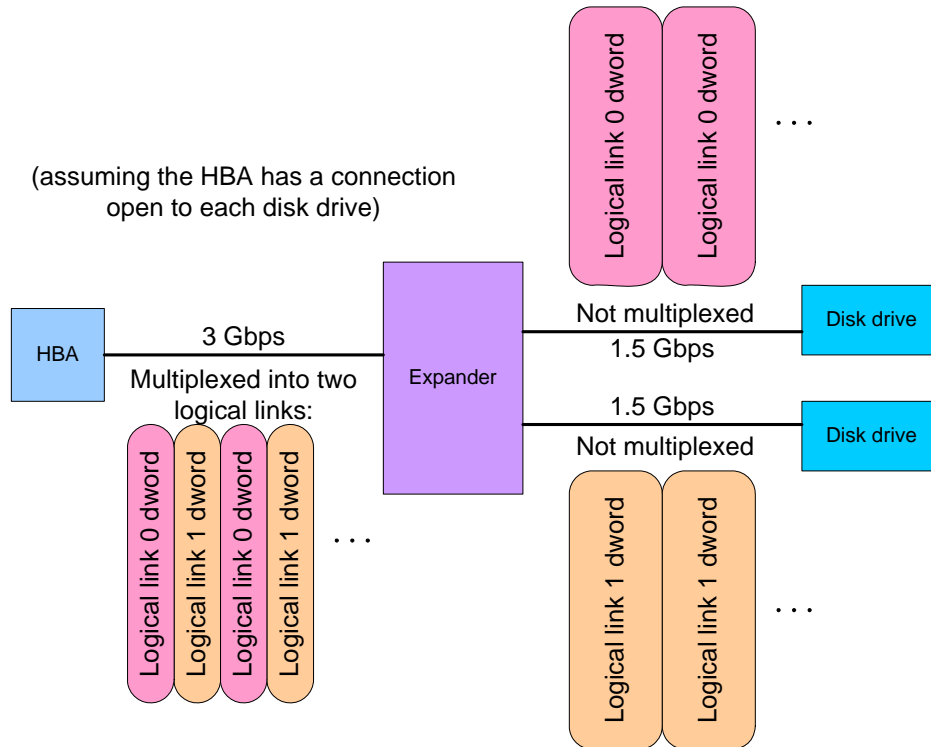 Logical link 0 dword
Logical link 0 dword
. . .
(assuming the HBA has a connection
open to each disk drive)
HBA
3 Gbps
Multiplexed into two
logical links:
Expander
Not multiplexed
1.5 Gbps
Disk drive
1.5 Gbps
Not multiplexed
Disk drive
Logical link 0 dword
Logical link 1 dword
Logical link 0 dword
Logical link 1 dword
. . .
Logical link 1 dword
Logical link 1 dword
. . .